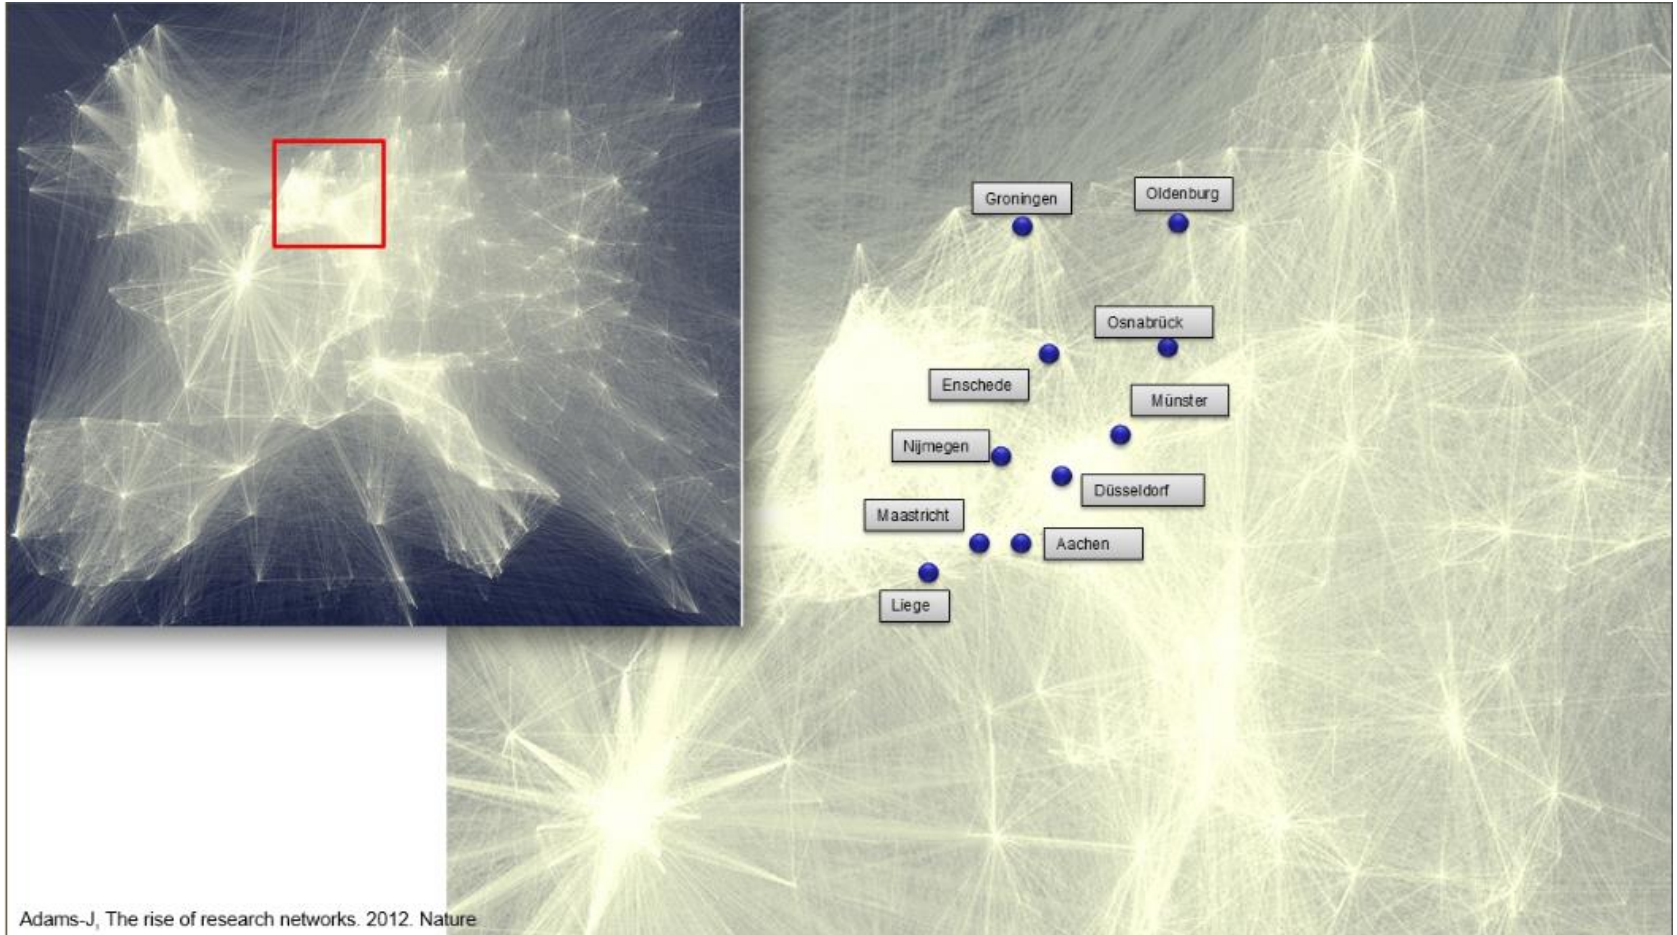 Groningen
Oldenburg
Osnabrück
Enschede
Münster
Nijmegen
Düsseldorf
Maastricht
Aachen
Liege
Adams-J, The rise of research networks. 2012. Nature